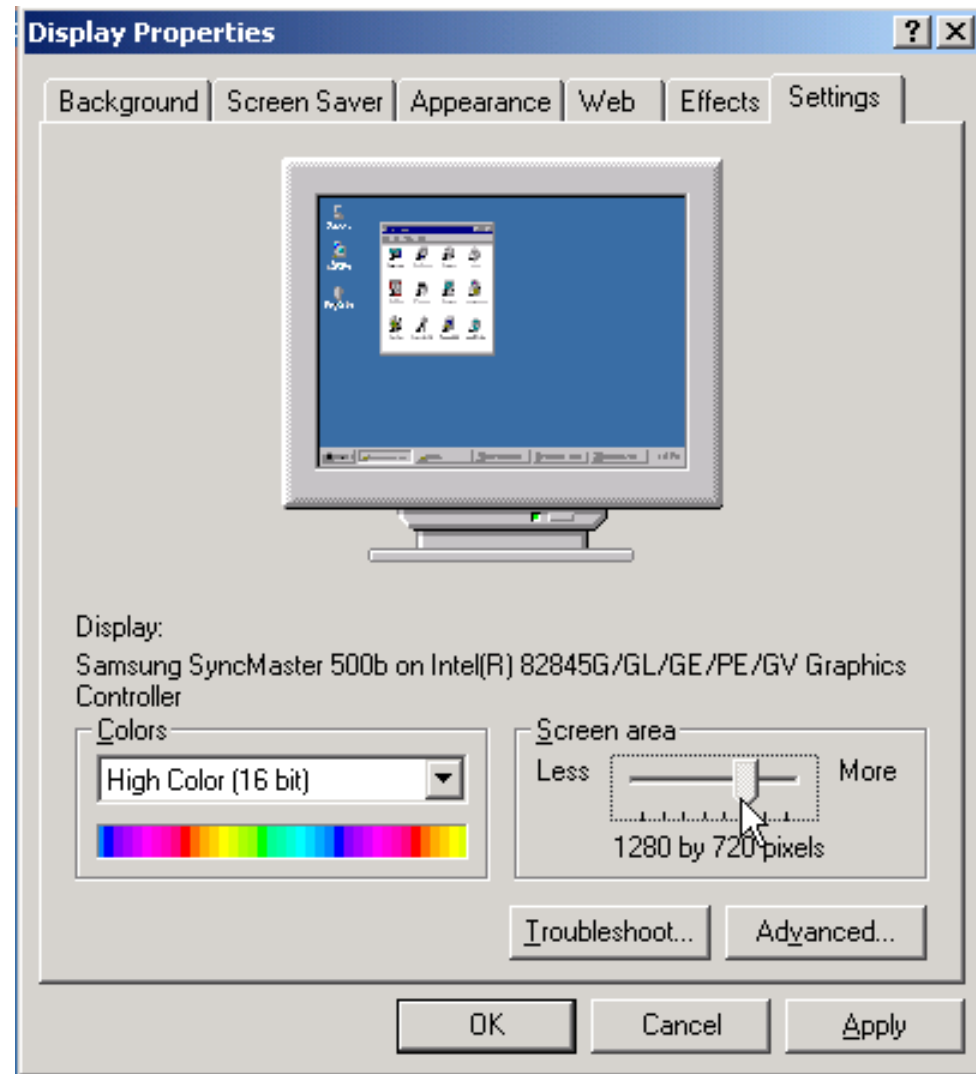 Display Properties
Background Screen Saver Appearance Web Effects Settings
Display:
Samsung SyncMaster 500b on Intel(R) 82845G/GL/GE/PE/GV Graphics
Controller
Colors
High Color (16 bit)
Screen area
Less More
1280 by 720 pixels
Troubleshoot... Advanced...
OK Cancel Apply